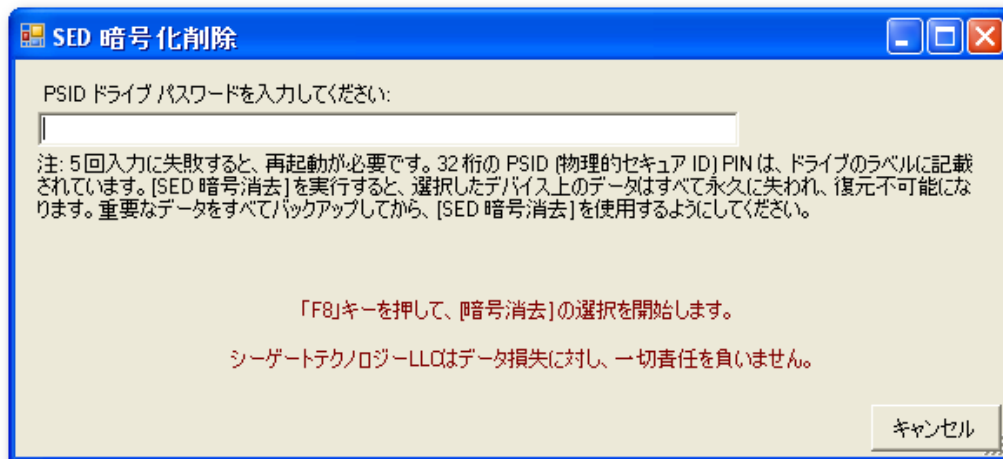 SED 暗号化削除
PSID ドライブ パスワードを入力してください:
注: 5回入力に失敗すると、再起動が必要です。32桁の PSID (物理的セキュア ID) PIN は、ドライブのラベルに記載
されています。[SED 暗号消去] を実行すると、選択したデバイス上のデータはすべて永久に失われ、復元不可能にな
ります。重要なデータをすべてバックアップしてから、[SED 暗号消去] を使用するようにしてください。
「F8」キーを押して、[暗号消去] の選択を開始します。
シーゲートテクノロジーLLCはデータ損失に対し、一切責任を負いません。
キャンセル